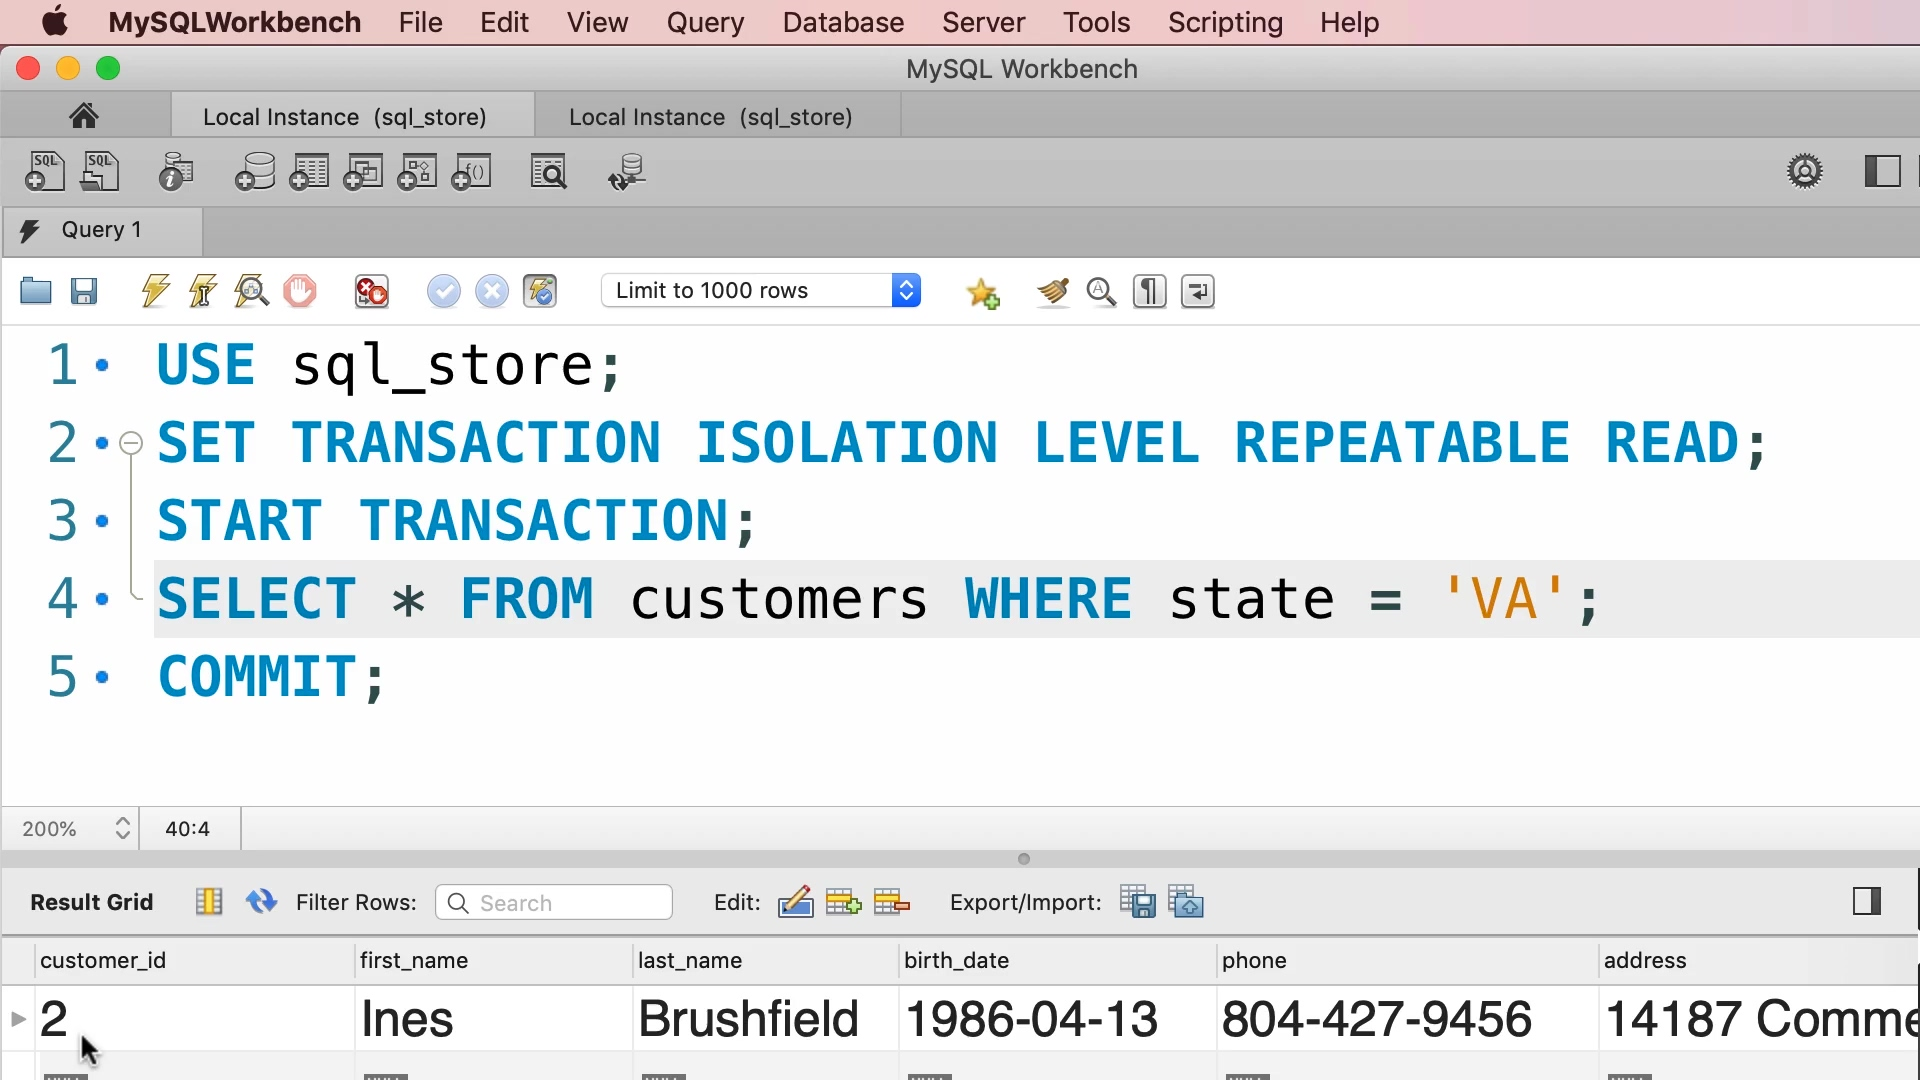 MySQLWorkbench File Edit View Query Database Server Tools Scripting Help
MySQL Workbench
Local Instance (sql_store) Local Instance (sql_store)
SQL SQL
Query 1
Limit to 1000 rows
1 USE sql_store;
2 SET TRANSACTION ISOLATION LEVEL REPEATABLE READ;
3 START TRANSACTION;
4 SELECT * FROM customers WHERE state = 'VA';
5 COMMIT;
200% 40:4
Result Grid Filter Rows: Search Edit: Export/Import:
customer_id first_name last_name birth_date phone address
2 Ines Brushfield 1986-04-13 804-427-9456 14187 Comme